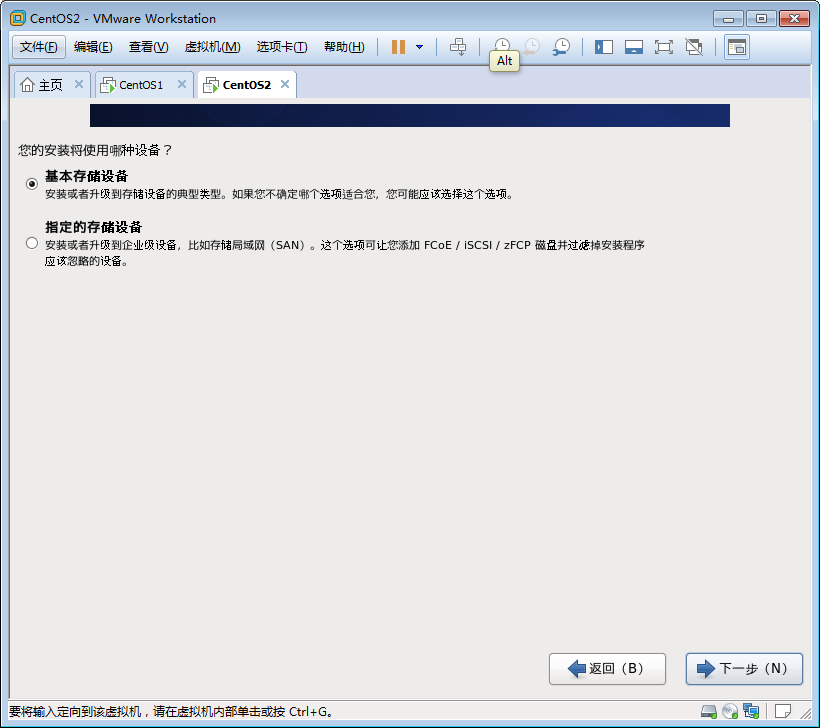 CentOS2 - VMware Workstation
文件(F) 编辑(E) 查看(V) 虚拟机(M) 选项卡(T) 帮助(H)
Alt
主页 CentOS1 CentOS2
您的安装将使用哪种设备？
基本存储设备
安装或者升级到存储设备的典型类型。如果您不确定哪个选项适合您，您可能应该选择这个选项。
指定的存储设备
安装或者升级到企业级设备，比如存储局域网（SAN）。这个选项可让您添加 FCoE / iSCSI / zFCP 磁盘并过滤掉安装程序
应该忽略的设备。
返回（B） 下一步（N）
要将输入定向到该虚拟机，请在虚拟机内部单击或按 Ctrl+G。